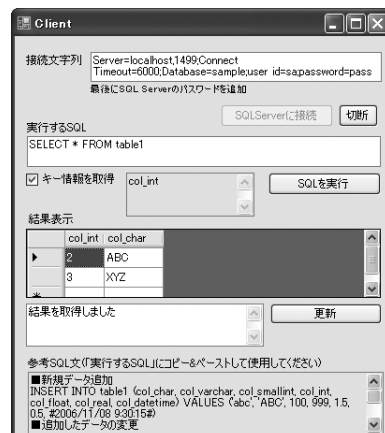 Client
接続文字列
Server=localhost,1499;Connect
Timeout=6000;Database=sample;user id=sa;password=pass
最後にSQL Serverのパスワードを追加
SQLServerに接続
切断
実行するSQL
SELECT * FROM table1
キー情報を取得
col_int
SQLを実行
結果表示
col_int col_char
2 ABC
3 XYZ
結果を取得しました
更新
参考SQL文(「実行するSQL」にコピー&ペーストして使用してください)
■新規データ追加
INSERT INTO table1 (col_char, col_varchar, col_smallint, col_int,
col_float, col_real, col_datetime) VALUES ('abc', 'ABC', 100, 999, 1.5,
0.5, #2006/11/08 9:30:15#)
■追加したデータの変更